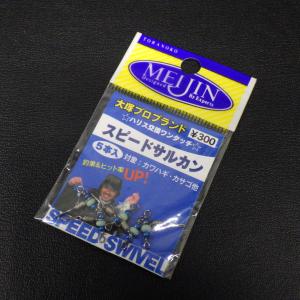 TORANOKO
MEIJIN
Designed By Experts
大塚プロブランド
☆ハリス交換ワンタッチ☆
¥300
スピードサルカン
5本入
対象:カワハギ・カサゴ他
釣果&ヒット率
UP!
SPEED SWIVEL